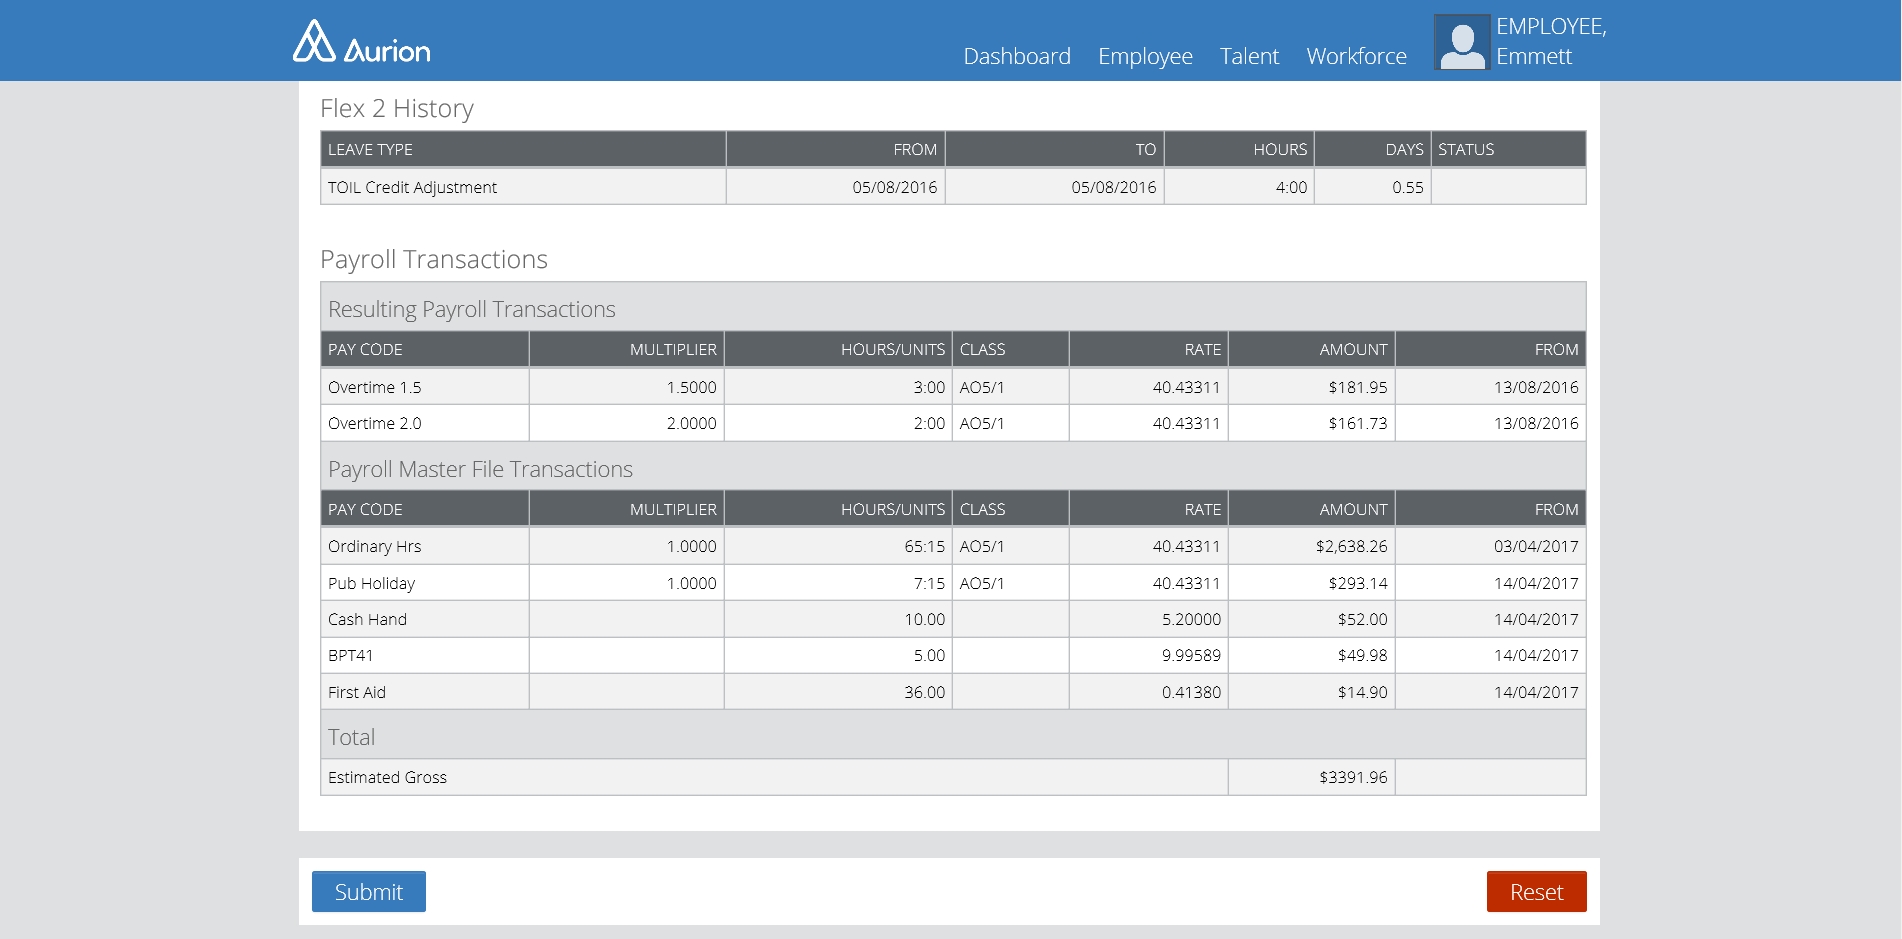 Aurion
Dashboard Employee Talent Workforce EMPLOYEE,
Emmett
Flex 2 History
LEAVE TYPE FROM TO HOURS DAYS STATUS
TOIL Credit Adjustment 05/08/2016 05/08/2016 4:00 0.55
Payroll Transactions
Resulting Payroll Transactions
PAY CODE MULTIPLIER HOURS/UNITS CLASS RATE AMOUNT FROM
Overtime 1.5 1.5000 3:00 AO5/1 40.43311 $181.95 13/08/2016
Overtime 2.0 2.0000 2:00 AO5/1 40.43311 $161.73 13/08/2016
Payroll Master File Transactions
PAY CODE MULTIPLIER HOURS/UNITS CLASS RATE AMOUNT FROM
Ordinary Hrs 1.0000 65:15 AO5/1 40.43311 $2,638.26 03/04/2017
Pub Holiday 1.0000 7:15 AO5/1 40.43311 $293.14 14/04/2017
Cash Hand 10.00 5.20000 $52.00 14/04/2017
BPT41 5.00 9.99589 $49.98 14/04/2017
First Aid 36.00 0.41380 $14.90 14/04/2017
Total
Estimated Gross $3391.96
Submit Reset